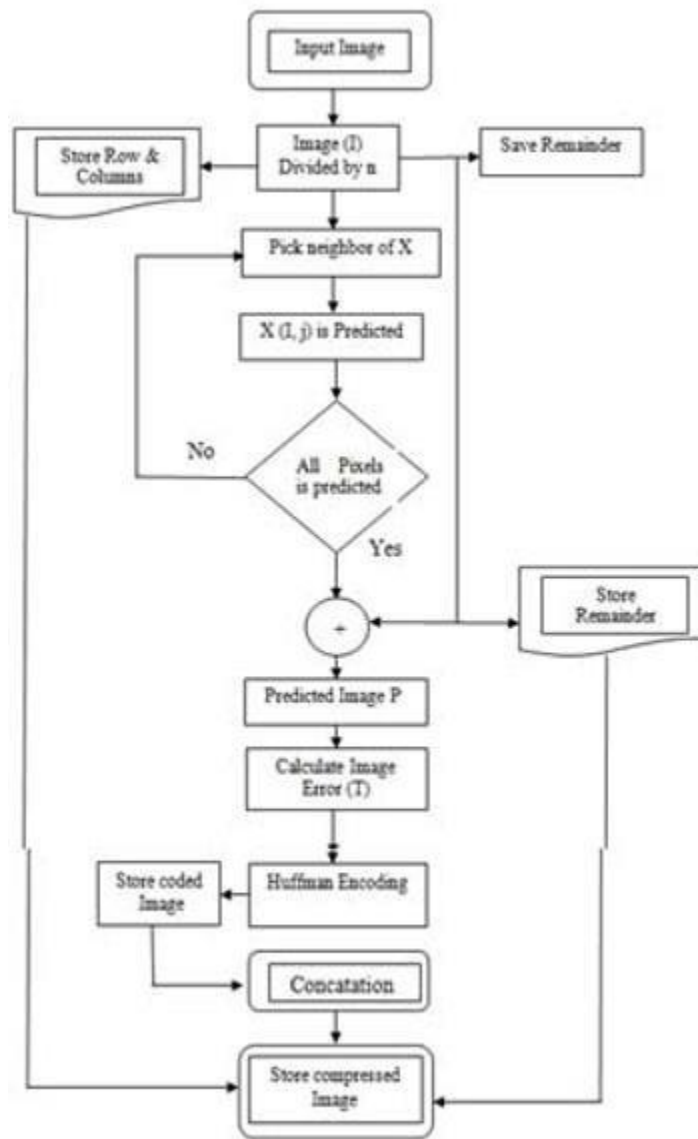 Input Image
Store Row &
Columns
Image (I)
Divided by n
Save Remainder
Pick neighbor of X
X (I, j) is Predicted
No
All Pixels
is predicted
Yes
+
Store
Remainder
Predicted Image P
Calculate Image
Error (T)
Store coded
Image
Huffman Encoding
Concatation
Store compressed
Image